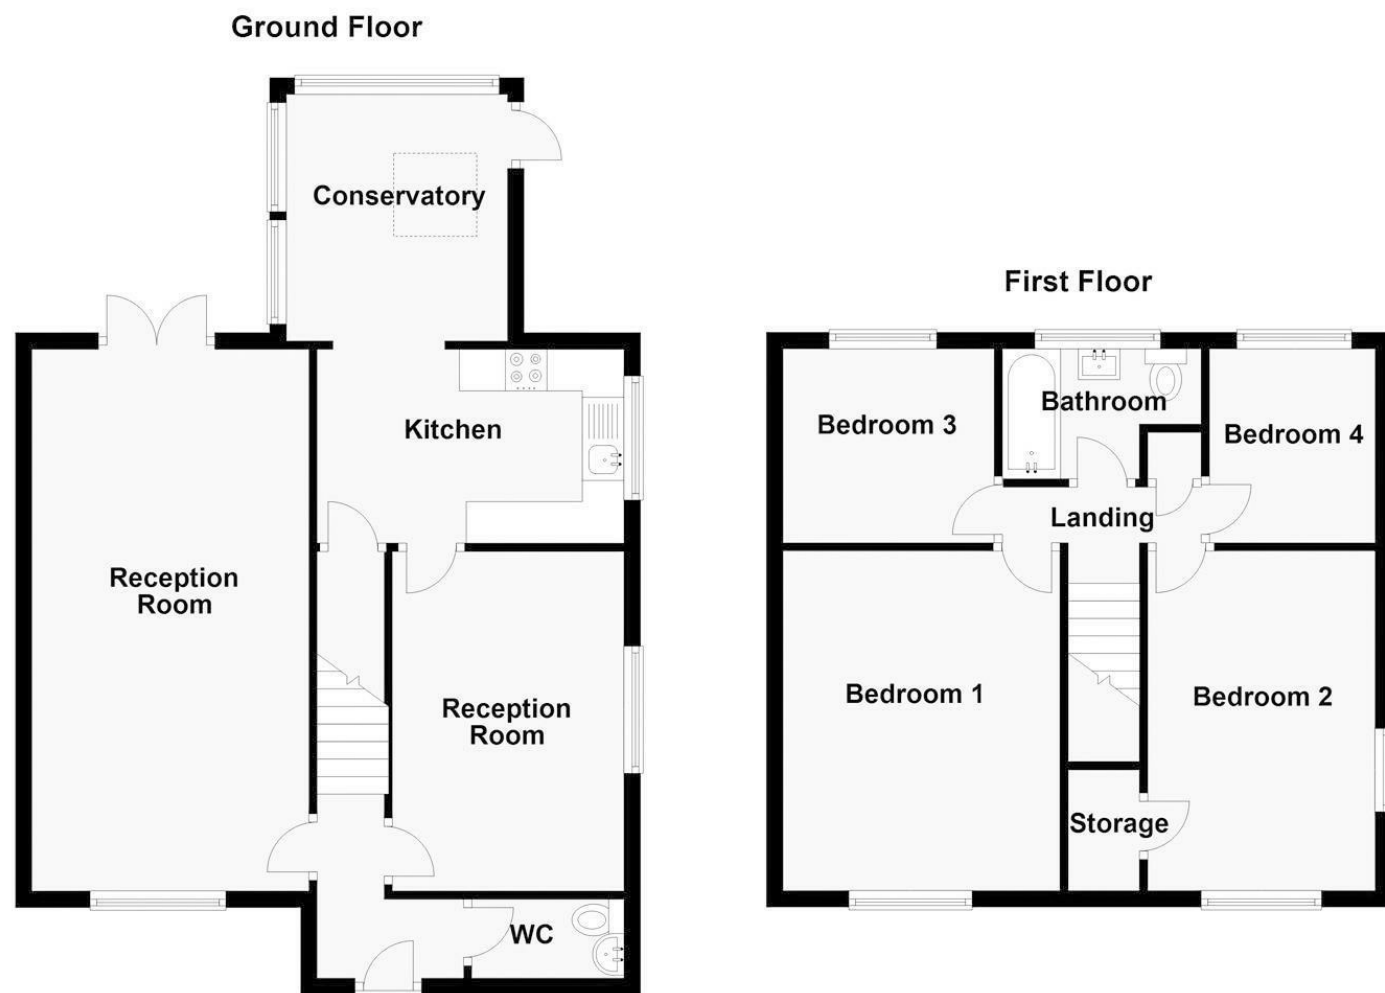 Ground Floor
Conservatory
Kitchen
Reception
Room
Reception
Room
WC
First Floor
Bedroom 3
Bathroom
Bedroom 4
Landing
Bedroom 1
Bedroom 2
Storage